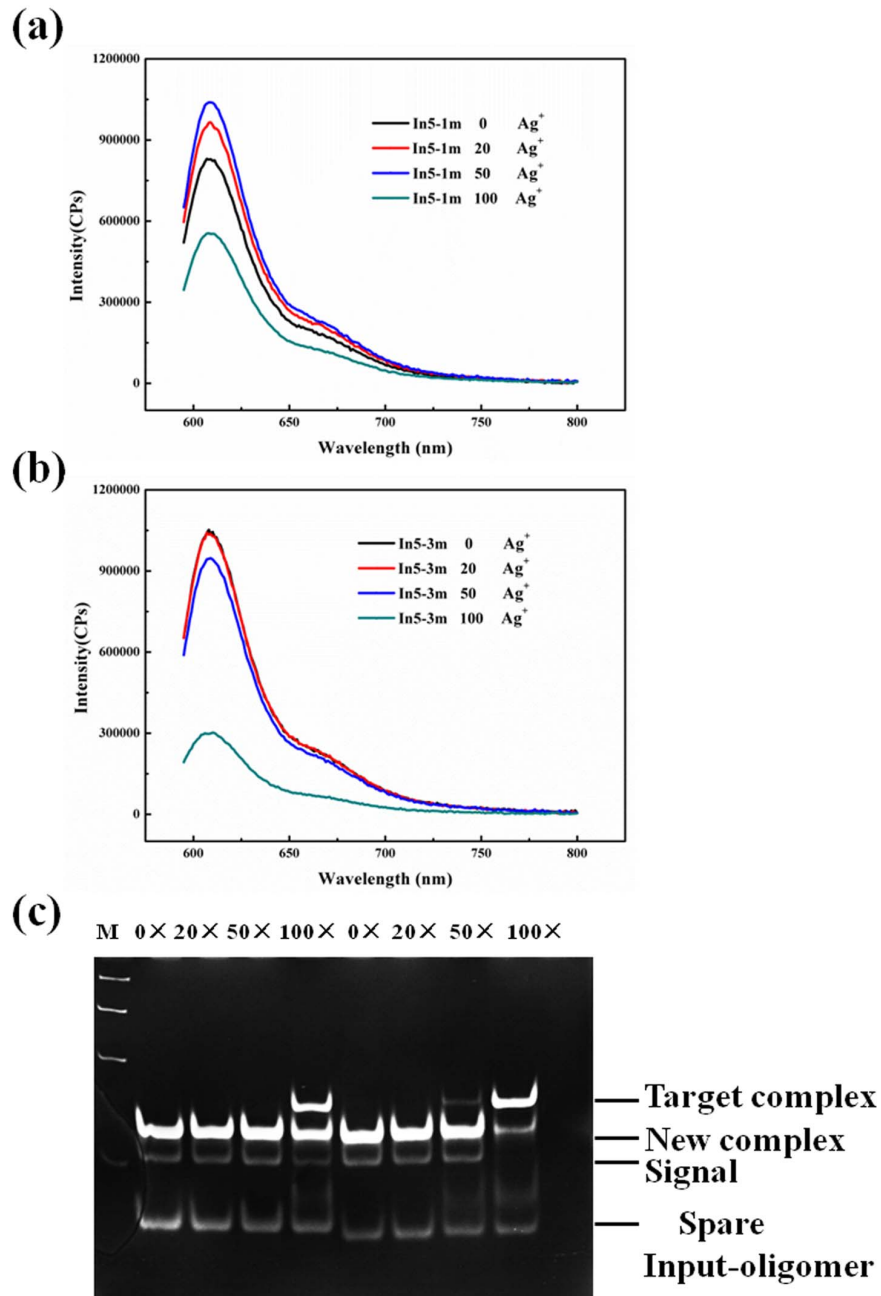 (a)
1200000
900000
600000
300000
0
Intensity(CPs)
In5-1m 0 Ag+
In5-1m 20 Ag+
In5-1m 50 Ag+
In5-1m 100 Ag+
600 650 700 750 800
Wavelength (nm)
(b)
1200000
900000
600000
300000
0
Intensity(CPs)
In5-3m 0 Ag+
In5-3m 20 Ag+
In5-3m 50 Ag+
In5-3m 100 Ag+
600 650 700 750 800
Wavelength (nm)
(c)
M 0× 20× 50× 100× 0× 20× 50× 100×
Target complex
New complex
Signal
Spare
Input-oligomer